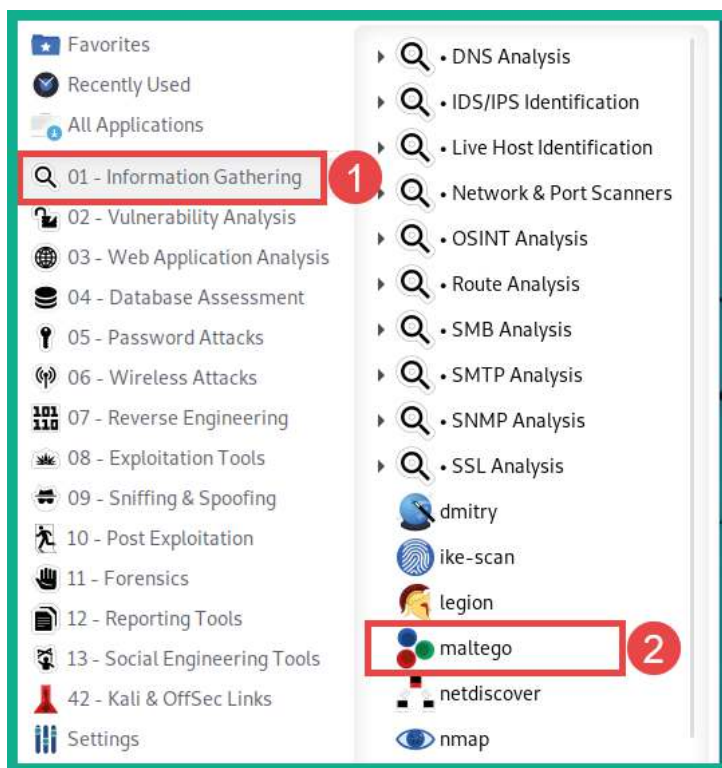 Favorites
Recently Used
All Applications
01 - Information Gathering
1
02 - Vulnerability Analysis
03 - Web Application Analysis
04 - Database Assessment
05 - Password Attacks
06 - Wireless Attacks
07 - Reverse Engineering
08 - Exploitation Tools
09 - Sniffing & Spoofing
10 - Post Exploitation
11 - Forensics
12 - Reporting Tools
13 - Social Engineering Tools
42 - Kali & OffSec Links
Settings
• DNS Analysis
• IDS/IPS Identification
• Live Host Identification
• Network & Port Scanners
• OSINT Analysis
• Route Analysis
• SMB Analysis
• SMTP Analysis
• SNMP Analysis
• SSL Analysis
dmitry
ike-scan
legion
maltego
2
netdiscover
nmap